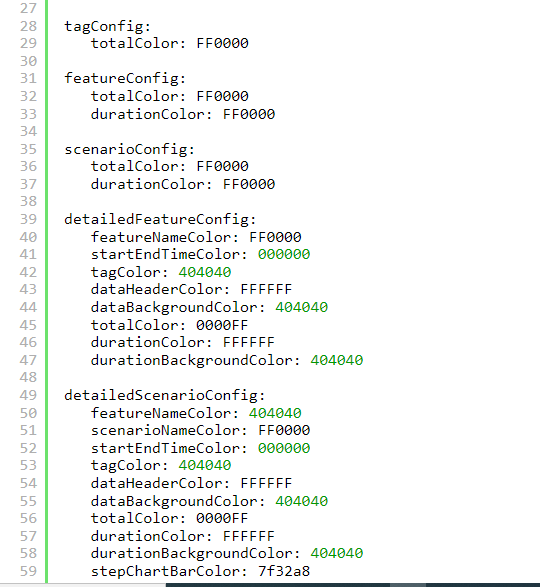 27
28 tagConfig:
29    totalColor: FF0000
30
31 featureConfig:
32    totalColor: FF0000
33    durationColor: FF0000
34
35 scenarioConfig:
36    totalColor: FF0000
37    durationColor: FF0000
38
39 detailedFeatureConfig:
40    featureNameColor: FF0000
41    startEndTimeColor: 000000
42    tagColor: 404040
43    dataHeaderColor: FFFFFF
44    dataBackgroundColor: 404040
45    totalColor: 0000FF
46    durationColor: FFFFFF
47    durationBackgroundColor: 404040
48
49 detailedScenarioConfig:
50    featureNameColor: 404040
51    scenarioNameColor: FF0000
52    startEndTimeColor: 000000
53    tagColor: 404040
54    dataHeaderColor: FFFFFF
55    dataBackgroundColor: 404040
56    totalColor: 0000FF
57    durationColor: FFFFFF
58    durationBackgroundColor: 404040
59    stepChartBarColor: 7f32a8